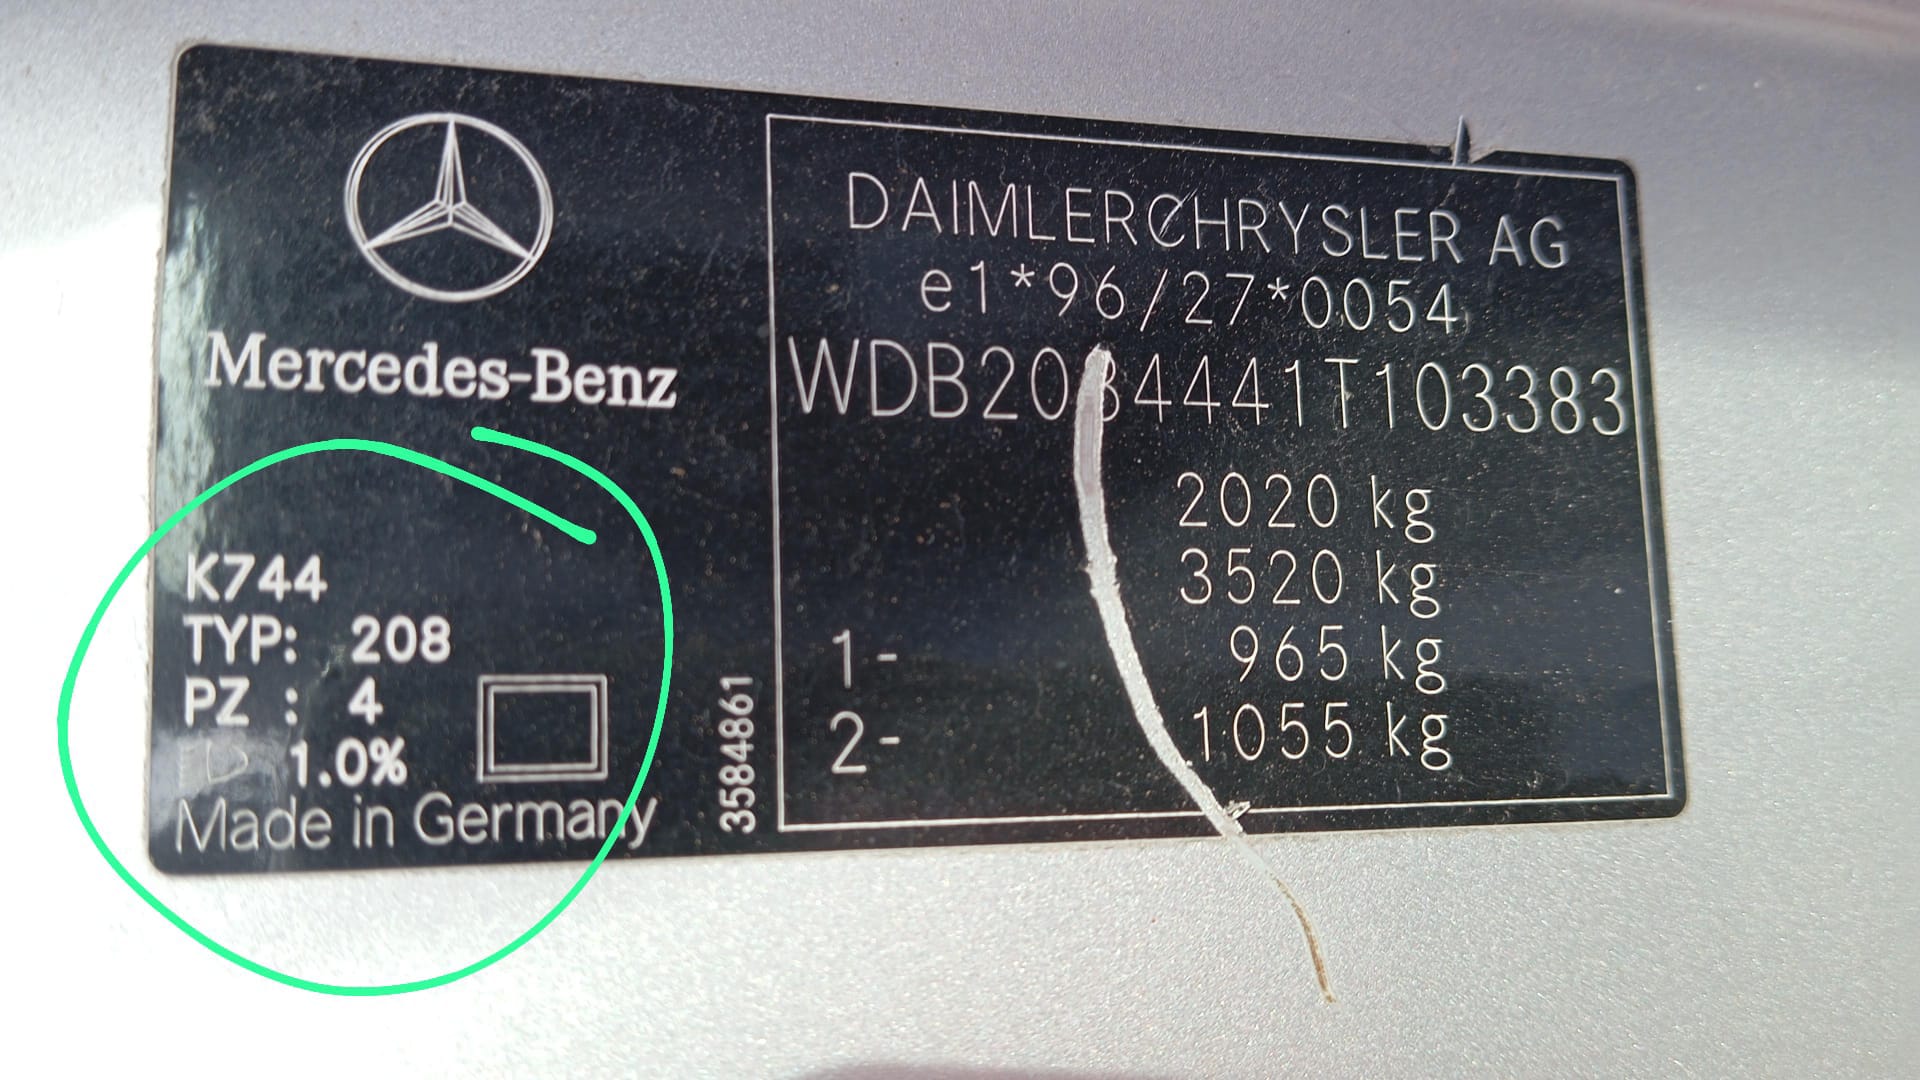 Mercedes-Benz
K744
TYP: 208
PZ : 4
1.0%
Made in Germany
3584861
DAIMLERCHRYSLER AG
e1*96/27*0054
WDB2084441T103383
2020 kg
3520 kg
1- 965 kg
2- 1055 kg